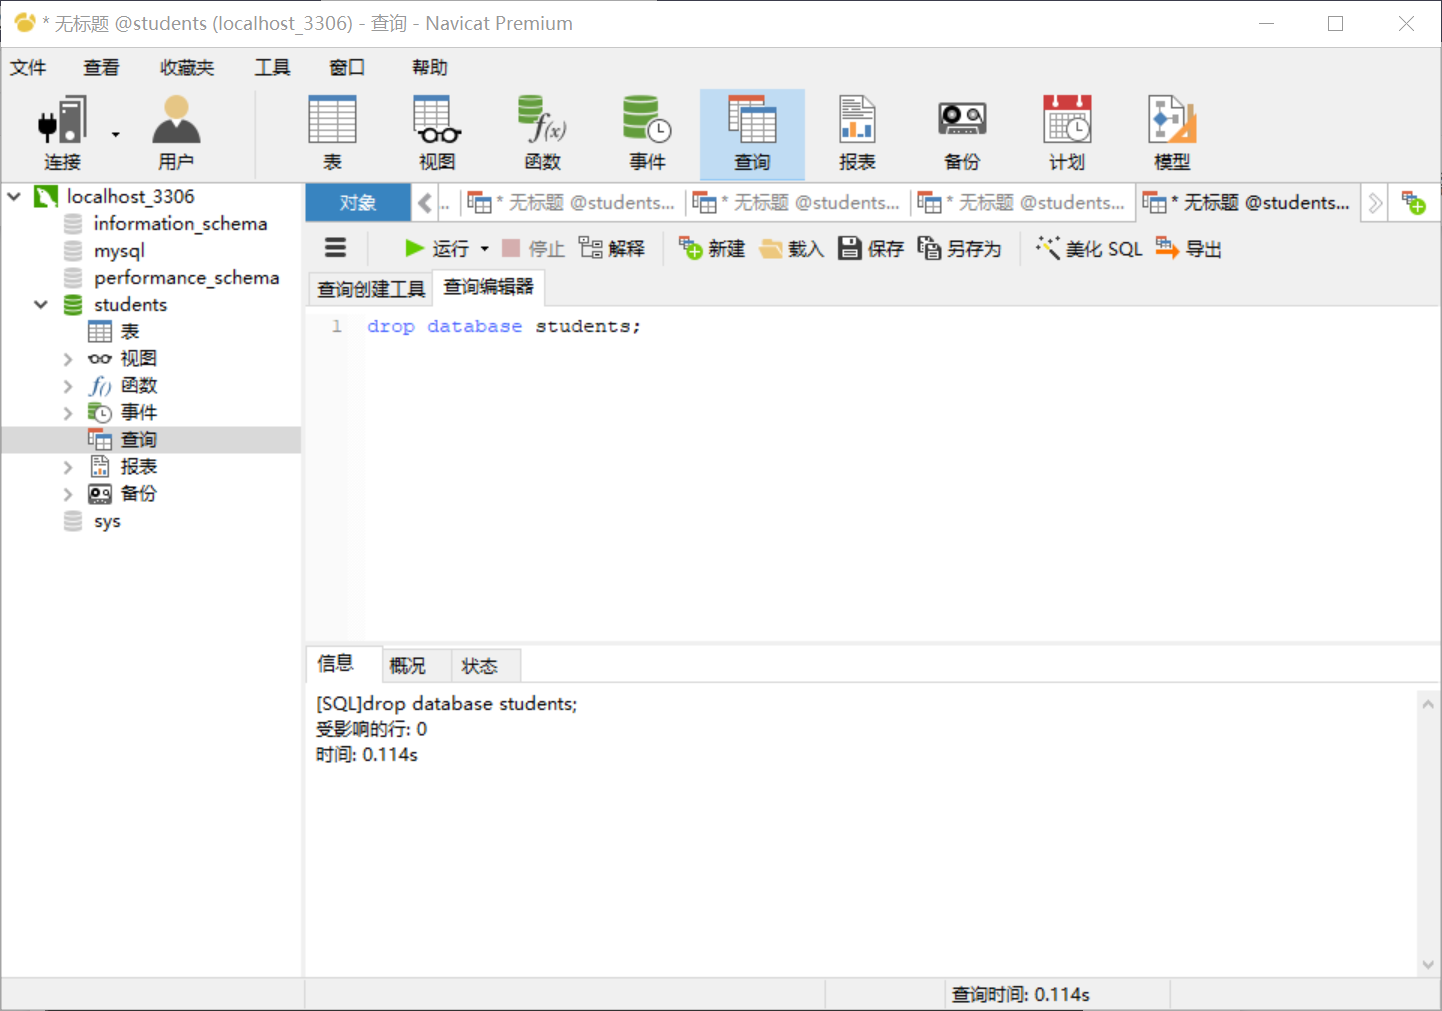 * 无标题 @students (localhost_3306) - 查询 - Navicat Premium
文件 查看 收藏夹 工具 窗口 帮助
连接 用户 表 视图 函数 事件 查询 报表 备份 计划 模型
localhost_3306
information_schema
mysql
performance_schema
students
表
视图
函数
事件
查询
报表
备份
sys
对象 .. * 无标题 @students... * 无标题 @students... * 无标题 @students... * 无标题 @students...
运行 停止 解释 新建 载入 保存 另存为 美化 SQL 导出
查询创建工具 查询编辑器
1 drop database students;
信息 概况 状态
[SQL]drop database students;
受影响的行: 0
时间: 0.114s
查询时间: 0.114s